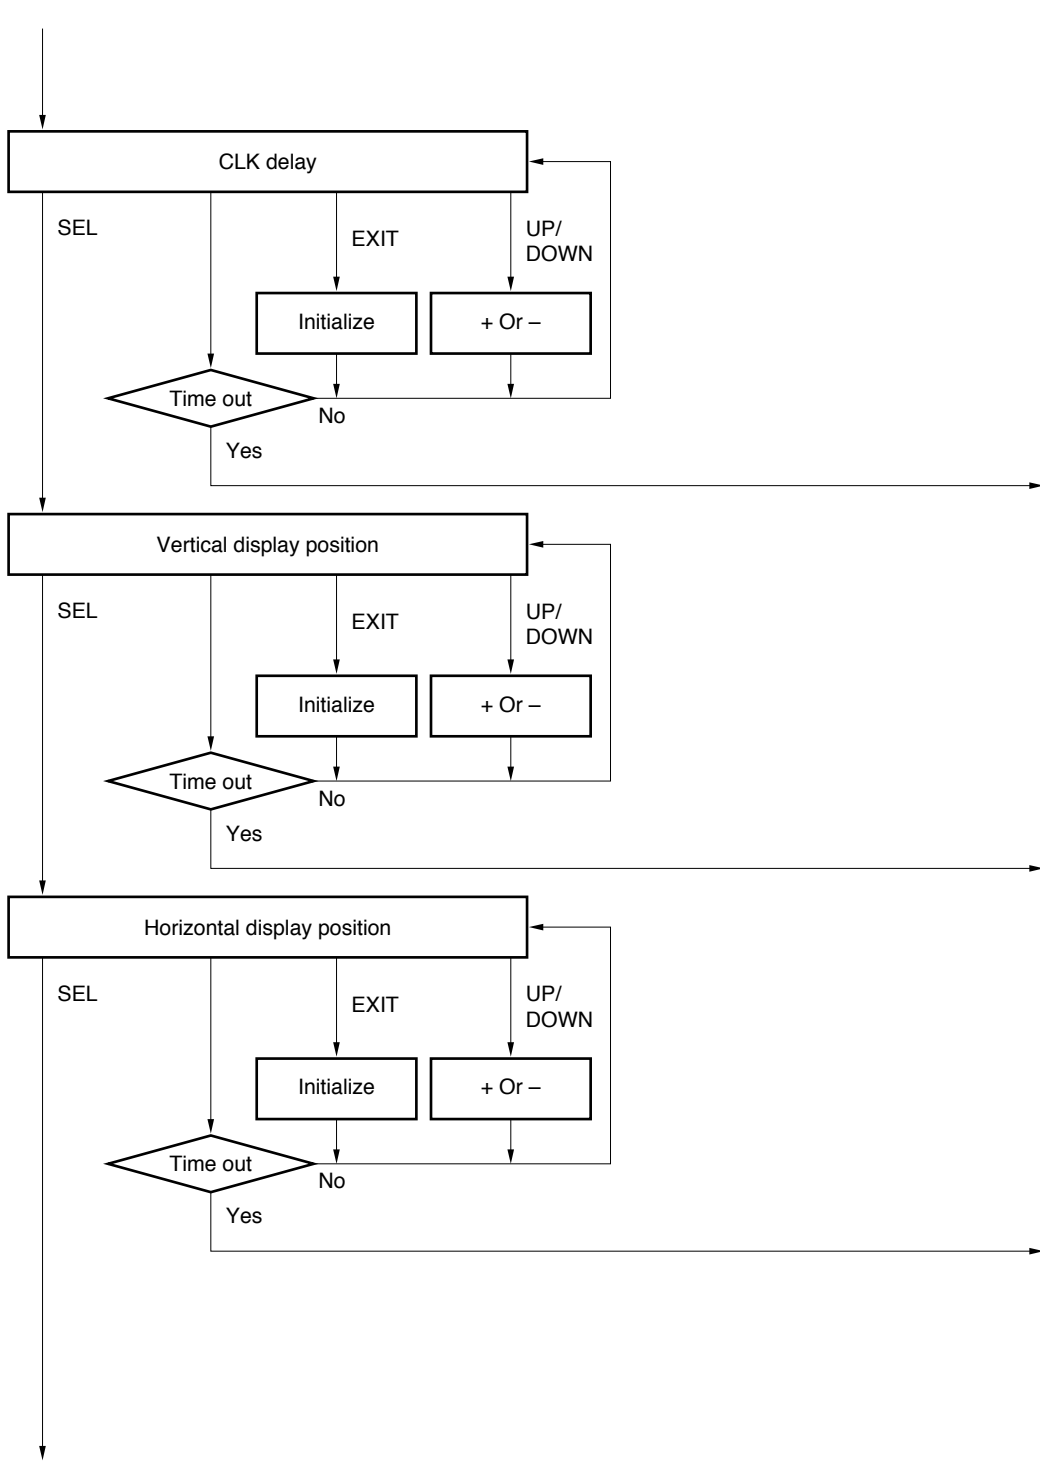 CLK delay
SEL
EXIT
UP/
DOWN
Initialize
+ Or –
Time out
No
Yes
Vertical display position
SEL
EXIT
UP/
DOWN
Initialize
+ Or –
Time out
No
Yes
Horizontal display position
SEL
EXIT
UP/
DOWN
Initialize
+ Or –
Time out
No
Yes